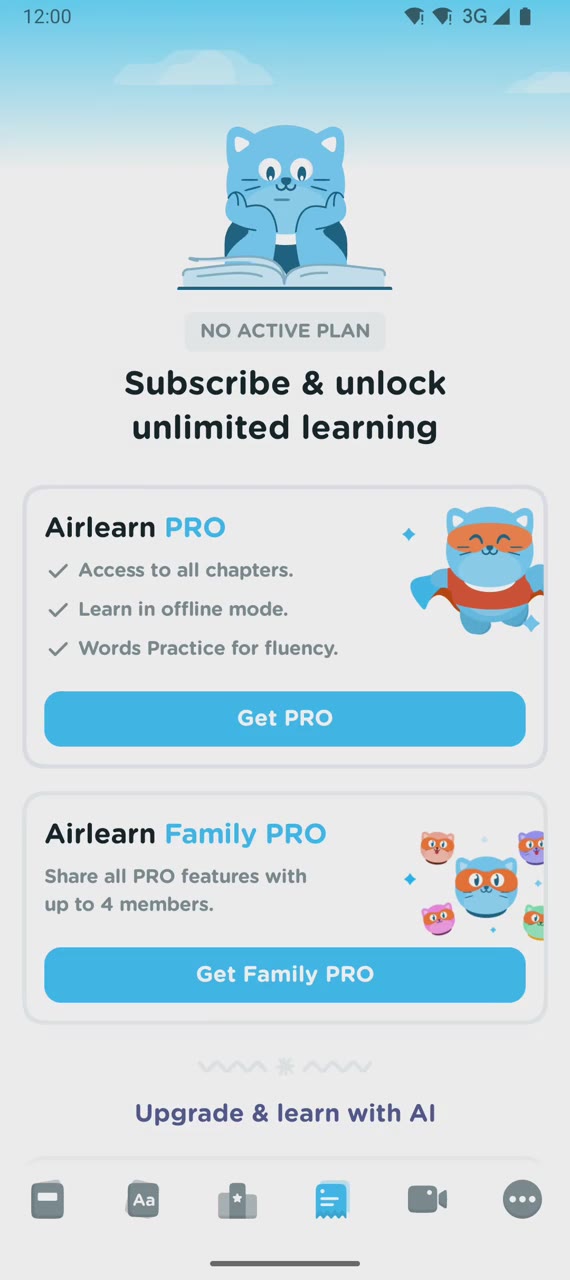 12:00
3G
NO ACTIVE PLAN
Subscribe & unlock
unlimited learning
Airlearn PRO
Access to all chapters.
Learn in offline mode.
Words Practice for fluency.
Get PRO
Airlearn Family PRO
Share all PRO features with
up to 4 members.
Get Family PRO
Upgrade & learn with AI
Aa